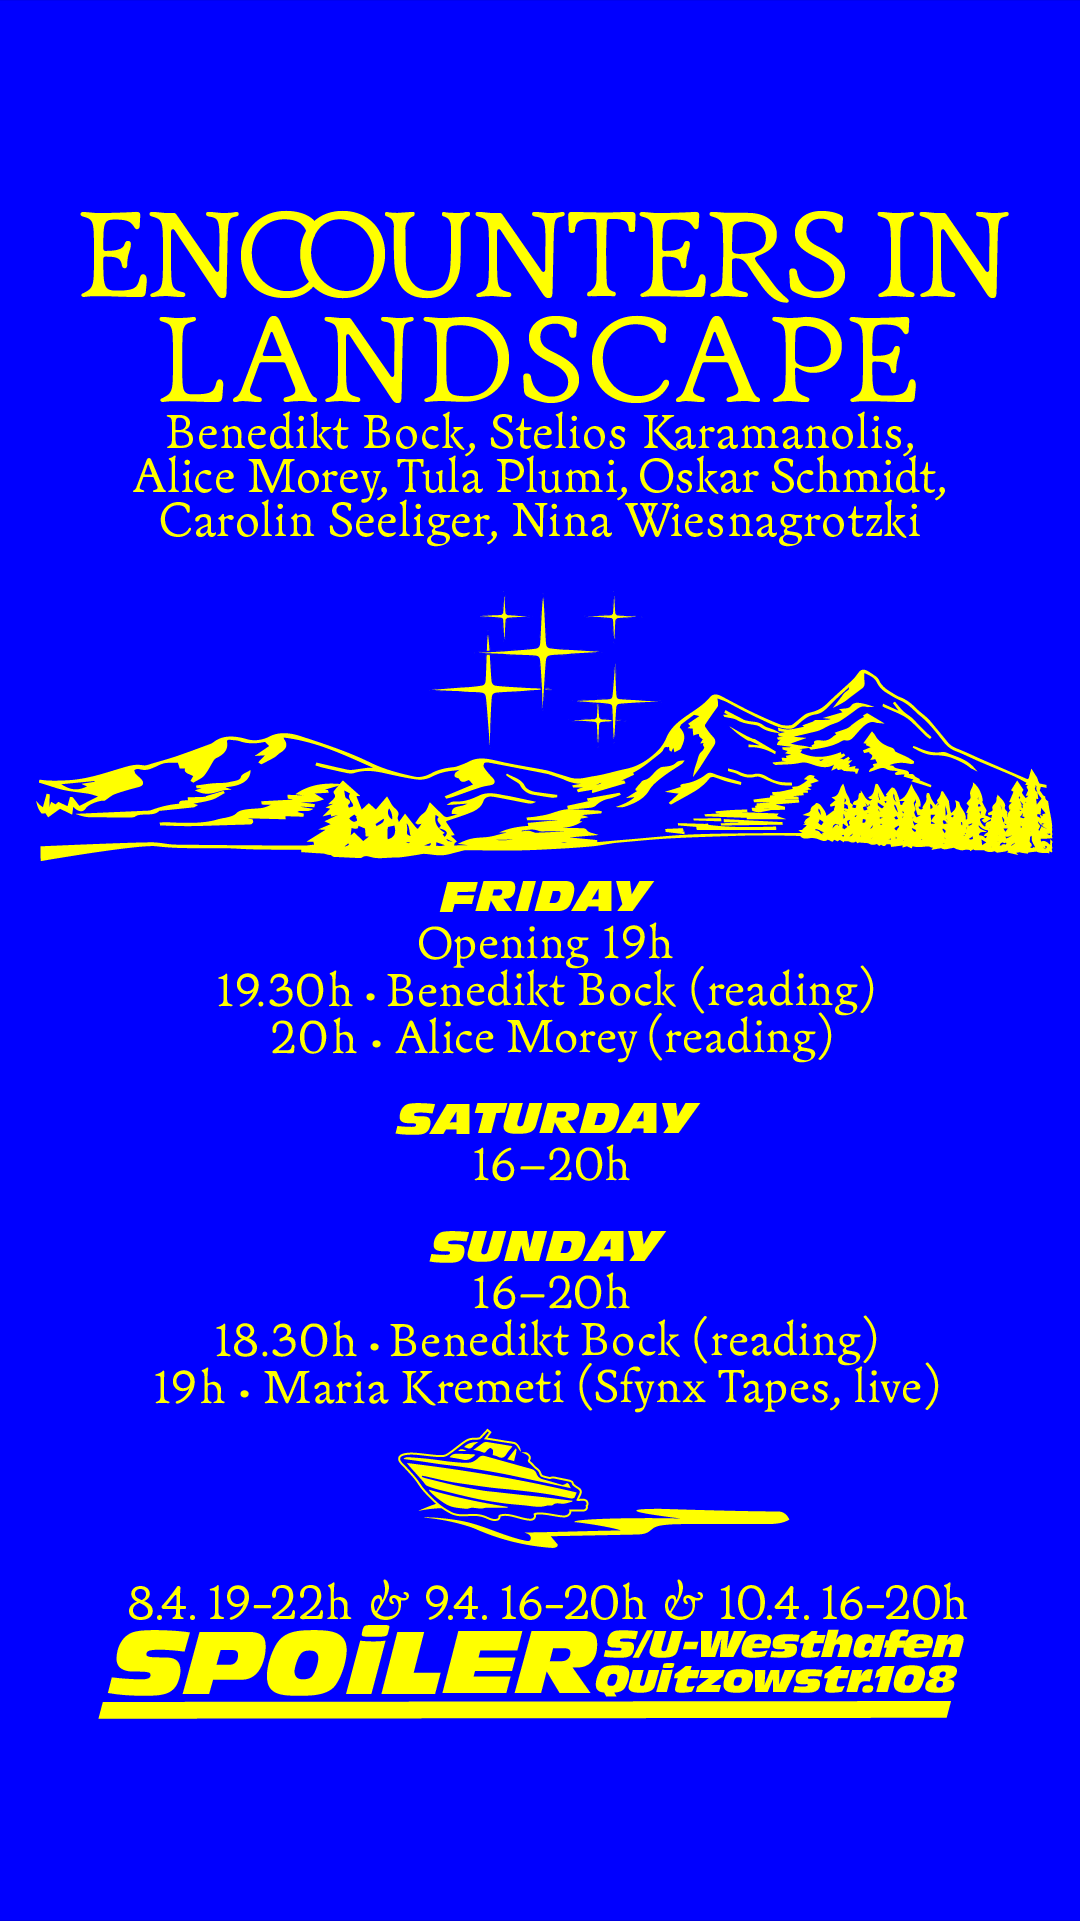 ENCOUNTERS IN
LANDSCAPE
Benedikt Bock, Stelios Karamanolis,
Alice Morey, Tula Plumi, Oskar Schmidt,
Carolin Seeliger, Nina Wiesnagrotzki
FRIDAY
Opening 19h
19.30h • Benedikt Bock (reading)
20h • Alice Morey (reading)
SATURDAY
16–20h
SUNDAY
16–20h
18.30h • Benedikt Bock (reading)
19h • Maria Kremeti (Sfynx Tapes, live)
8.4. 19-22h & 9.4. 16-20h & 10.4. 16-20h
SPOiLER
S/U-Westhafen
Quitzowstr.108